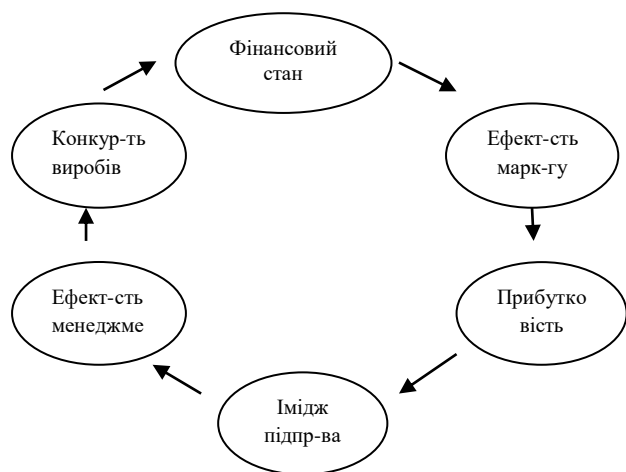 Фінансовий
стан
Ефект-сть
марк-гу
Прибутко
вість
Імідж
підпр-ва
Ефект-сть
менеджме
Конкур-ть
виробів